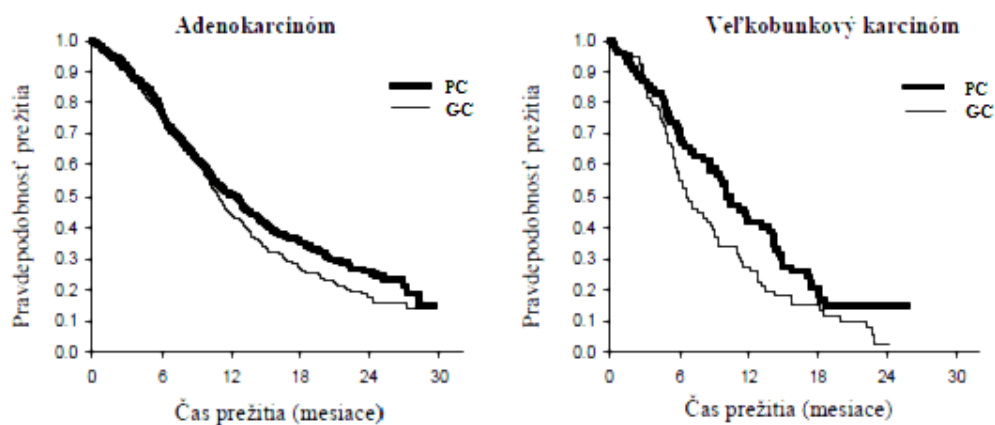 Adenokarcinóm
Pravdepodobnosť prežitia
1.0
0.9
0.8
0.7
0.6
0.5
0.4
0.3
0.2
0.1
0.0
PC
GC
0 6 12 18 24 30
Čas prežitia (mesiace)
Veľkobunkový karcinóm
Pravdepodobnosť prežitia
1.0
0.9
0.8
0.7
0.6
0.5
0.4
0.3
0.2
0.1
0.0
PC
GC
0 6 12 18 24 30
Čas prežitia (mesiace)